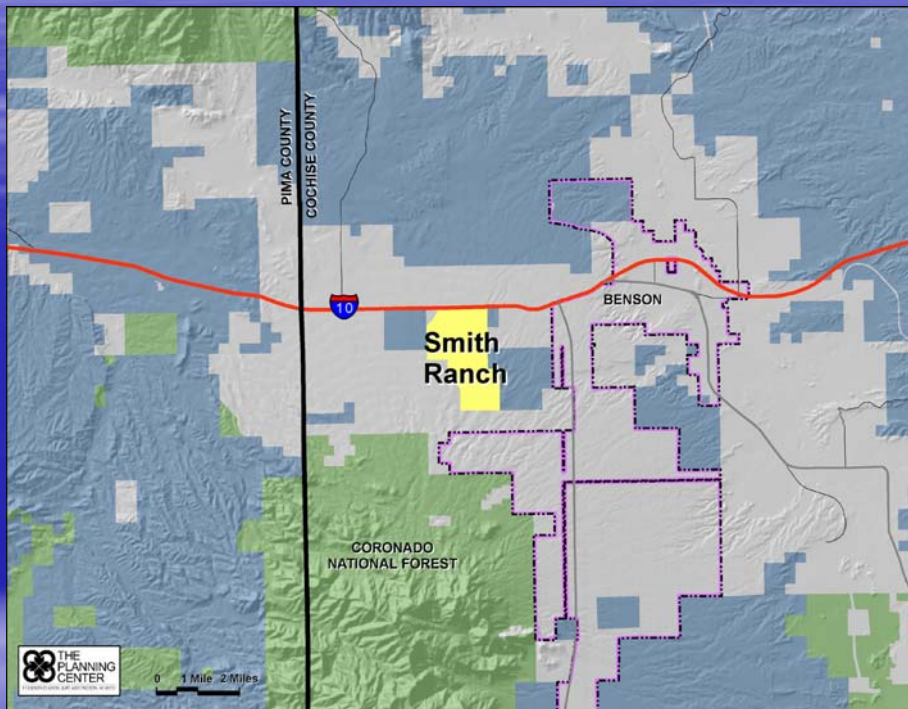 PIMA COUNTY
COCHISE COUNTY
10
BENSON
Smith
Ranch
CORONADO
NATIONAL FOREST
THE
PLANNING
CENTER
0 1 Mile 2 Miles